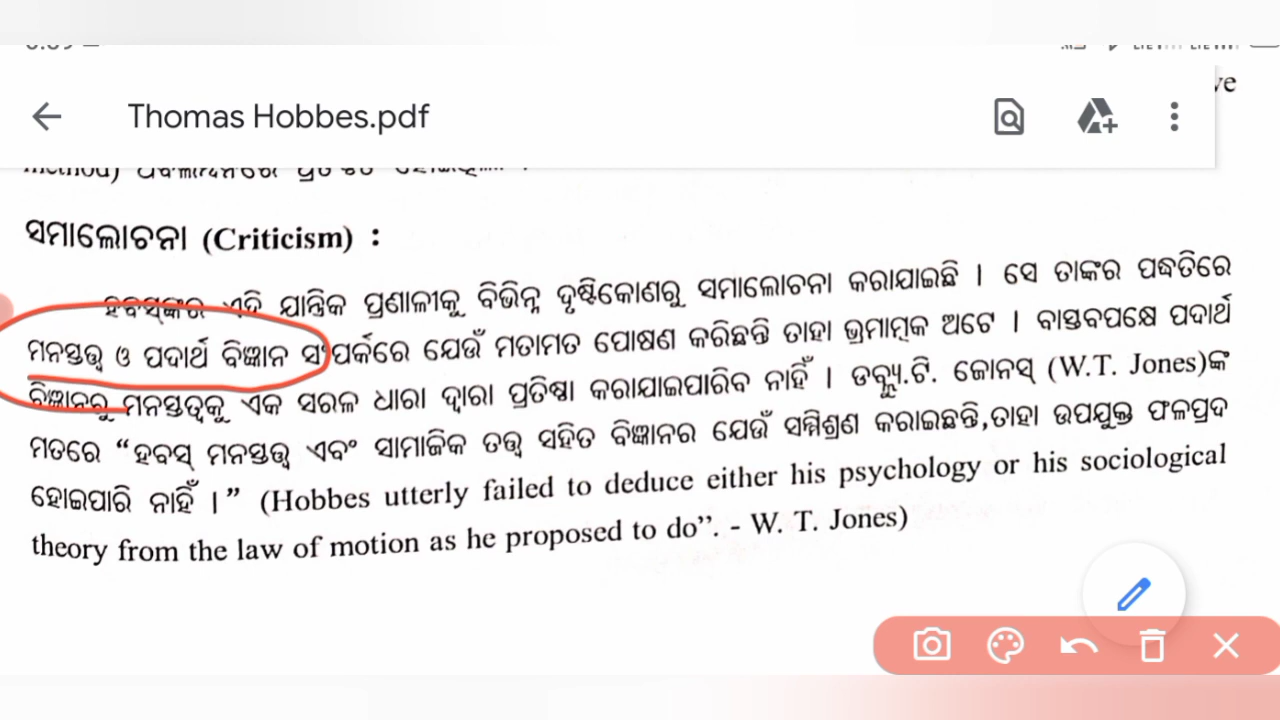 ve
Thomas Hobbes.pdf
ସମାଲୋଚନା (Criticism) :
ହବସ୍‌ଙ୍କର ଏହି ଯାନ୍ତ୍ରିକ ପ୍ରଣାଳୀକୁ ବିଭିନ୍ନ ଦୃଷ୍ଟିକୋଣରୁ ସମାଲୋଚନା କରାଯାଇଛି । ସେ ତାଙ୍କର ପଦ୍ଧତିରେ
ମନସ୍ତତ୍ତ୍ୱ ଓ ପଦାର୍ଥ ବିଜ୍ଞାନ ସଂପର୍କରେ ଯେଉଁ ମତାମତ ପୋଷଣ କରିଛନ୍ତି ତାହା ଭ୍ରମାତ୍ମକ ଅଟେ । ବାସ୍ତବପକ୍ଷେ ପଦାର୍ଥ
ବିଜ୍ଞାନରୁ ମନସ୍ତତ୍ୱକୁ ଏକ ସରଳ ଧାରା ଦ୍ୱାରା ପ୍ରତିଷ୍ଠା କରାଯାଇପାରିବ ନାହିଁ । ଡବ୍ଲ୍ୟୁ.ଟି. ଜୋନସ୍ (W.T. Jones)ଙ୍କ
ମତରେ “ହବସ୍ ମନସ୍ତତ୍ତ୍ୱ ଏବଂ ସାମାଜିକ ତତ୍ତ୍ୱ ସହିତ ବିଜ୍ଞାନର ଯେଉଁ ସମ୍ମିଶ୍ରଣ କରାଇଛନ୍ତି,ତାହା ଉପଯୁକ୍ତ ଫଳପ୍ରଦ
ହୋଇପାରି ନାହିଁ ।” (Hobbes utterly failed to deduce either his psychology or his sociological
theory from the law of motion as he proposed to do”. - W. T. Jones)